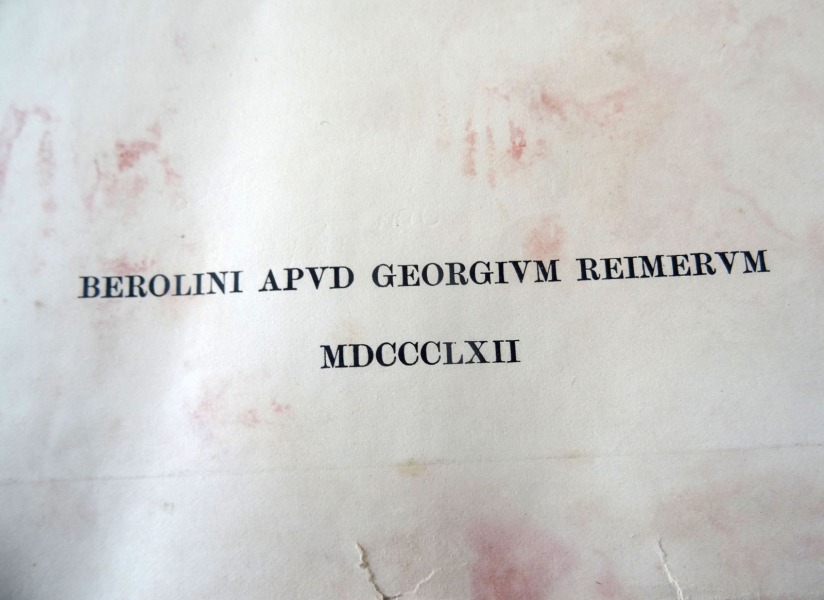 BEROLINI APVD GEORGIVM REIMERVM
MDCCCLXII